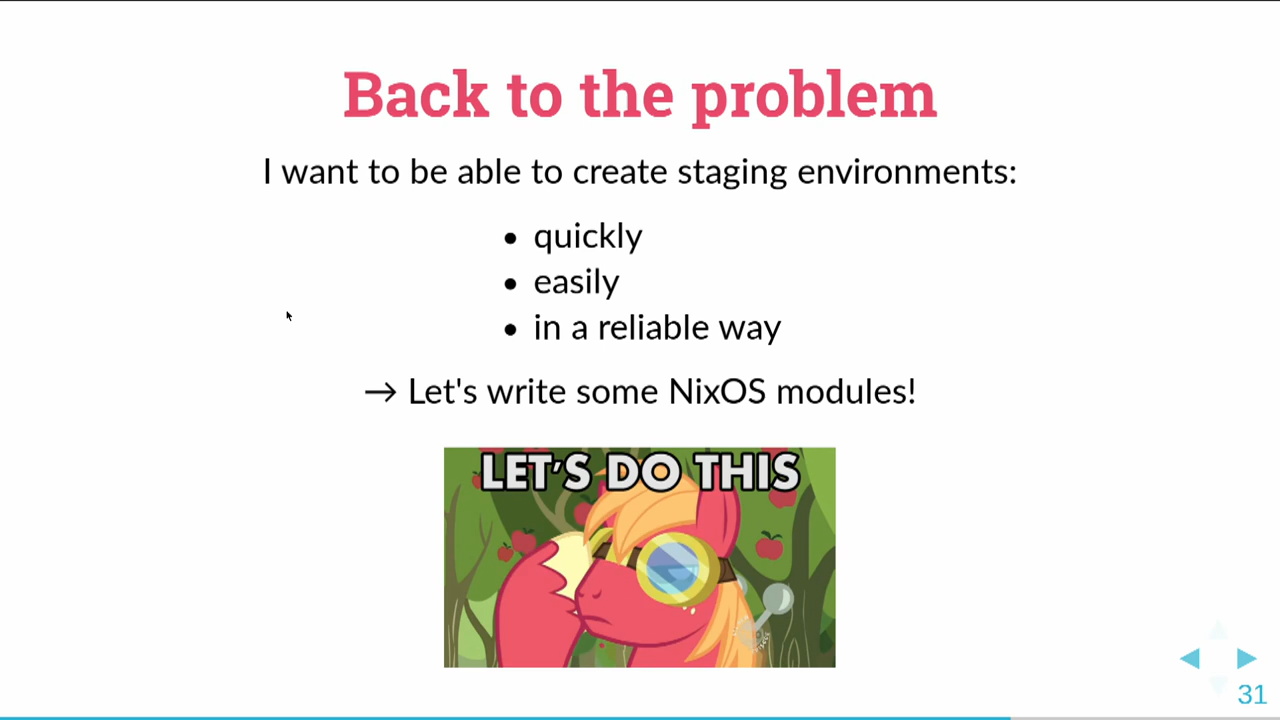 Back to the problem
I want to be able to create staging environments:
• quickly
• easily
• in a reliable way
→ Let's write some NixOS modules!
LET'S DO THIS
31